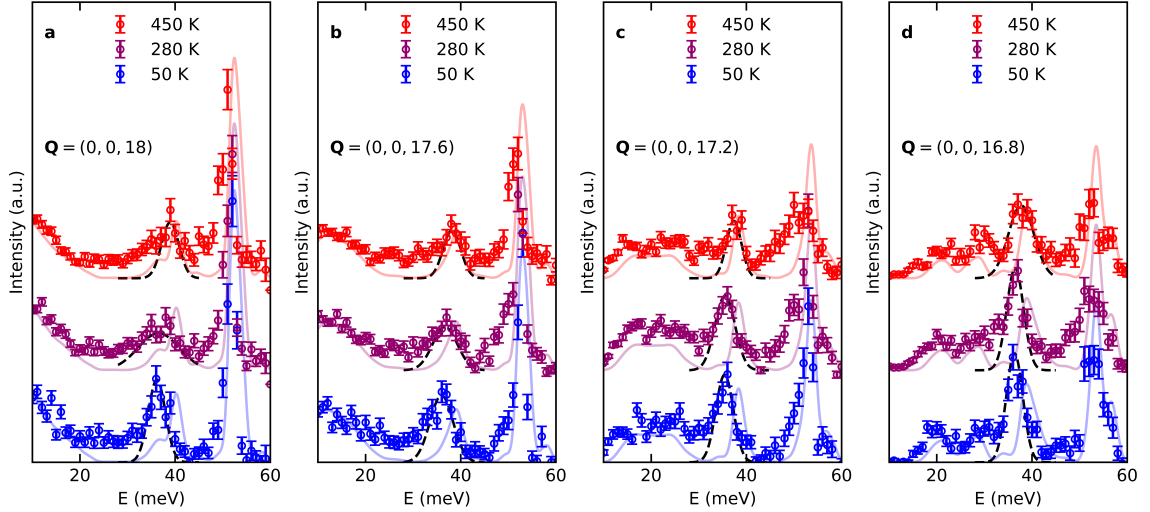 a
450 K
280 K
50 K
Q = (0, 0, 18)
Intensity (a.u.)
20
40
60
E (meV)
b
450 K
280 K
50 K
Q = (0, 0, 17.6)
Intensity (a.u.)
20
40
60
E (meV)
c
450 K
280 K
50 K
Q = (0, 0, 17.2)
Intensity (a.u.)
20
40
60
E (meV)
d
450 K
280 K
50 K
Q = (0, 0, 16.8)
Intensity (a.u.)
20
40
60
E (meV)